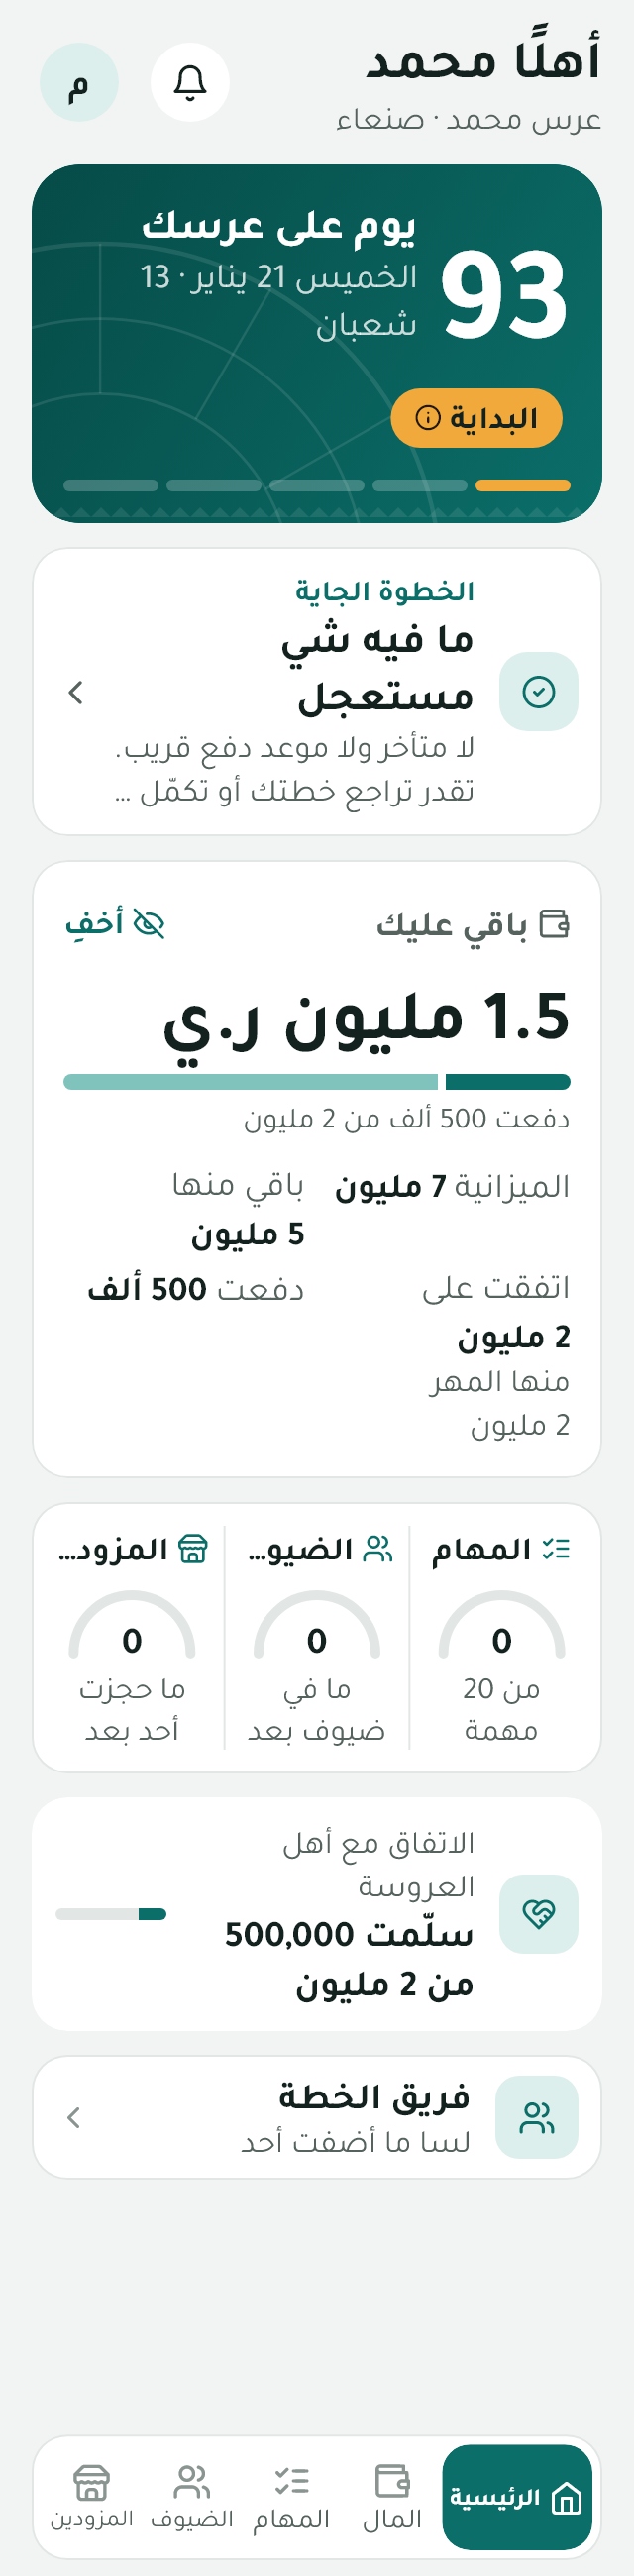 أهلًا محمد
عرس محمد · صنعاء
م
93
يوم على عرسك
الخميس 21 يناير · 13
شعبان
البداية
الخطوة الجاية
ما فيه شي
مستعجل
لا متأخر ولا موعد دفع قريب.
تقدر تراجع خطتك أو تكمّل ...
باقي عليك
أخفِ
1.5 مليون ر.ي
دفعت 500 ألف من 2 مليون
الميزانية 7 مليون
باقي منها
5 مليون
اتفقت على
2 مليون
منها المهر
2 مليون
دفعت 500 ألف
المهام
0
من 20
مهمة
الضيو...
0
ما في
ضيوف بعد
المزود...
0
ما حجزت
أحد بعد
الاتفاق مع أهل
العروسة
سلّمت 500,000
من 2 مليون
فريق الخطة
لسا ما أضفت أحد
الرئيسية
المال
المهام
الضيوف
المزودين